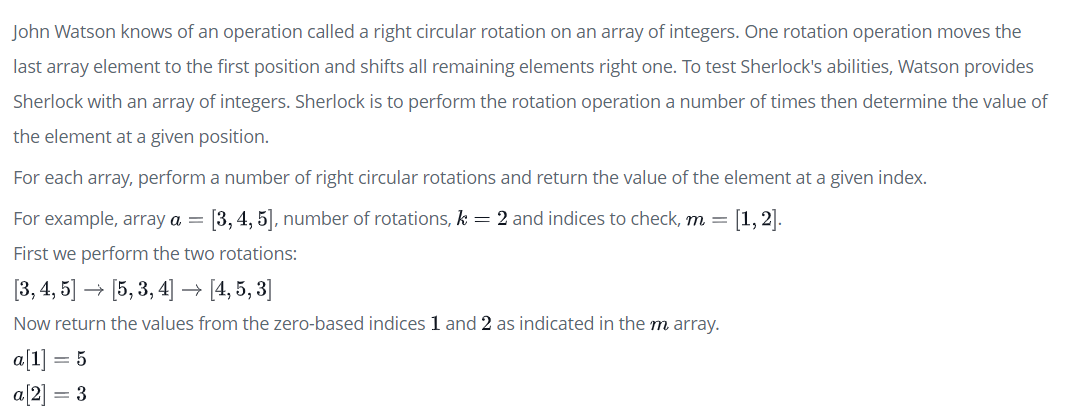 John Watson knows of an operation called a right circular rotation on an array of integers. One rotation operation moves the
last array element to the first position and shifts all remaining elements right one. To test Sherlock's abilities, Watson provides
Sherlock with an array of integers. Sherlock is to perform the rotation operation a number of times then determine the value of
the element at a given position.
For each array, perform a number of right circular rotations and return the value of the element at a given index.
For example, array a = [3, 4, 5], number of rotations, k = 2 and indices to check, m = [1, 2].
First we perform the two rotations:
[3, 4, 5] → [5, 3, 4] → [4, 5, 3]
Now return the values from the zero-based indices 1 and 2 as indicated in the m array.
a[1] = 5
a[2] = 3